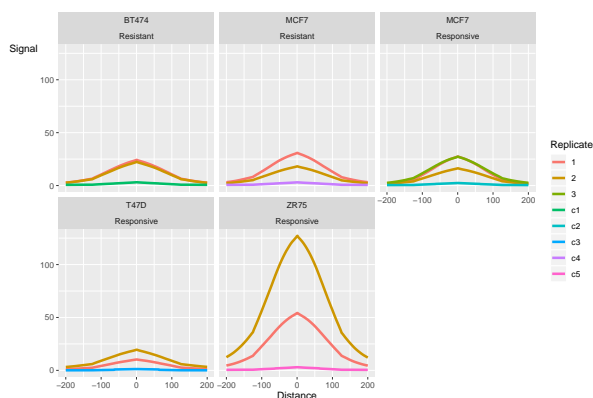 BT474
MCF7
MCF7
Resistant
Resistant
Responsive
Signal
100
50
0
−200
−100
0
100
200
T47D
ZR75
Responsive
Responsive
100
50
0
−200
−100
0
100
200
−200
−100
0
100
200
Distance
Replicate
1
2
3
c1
c2
c3
c4
c5